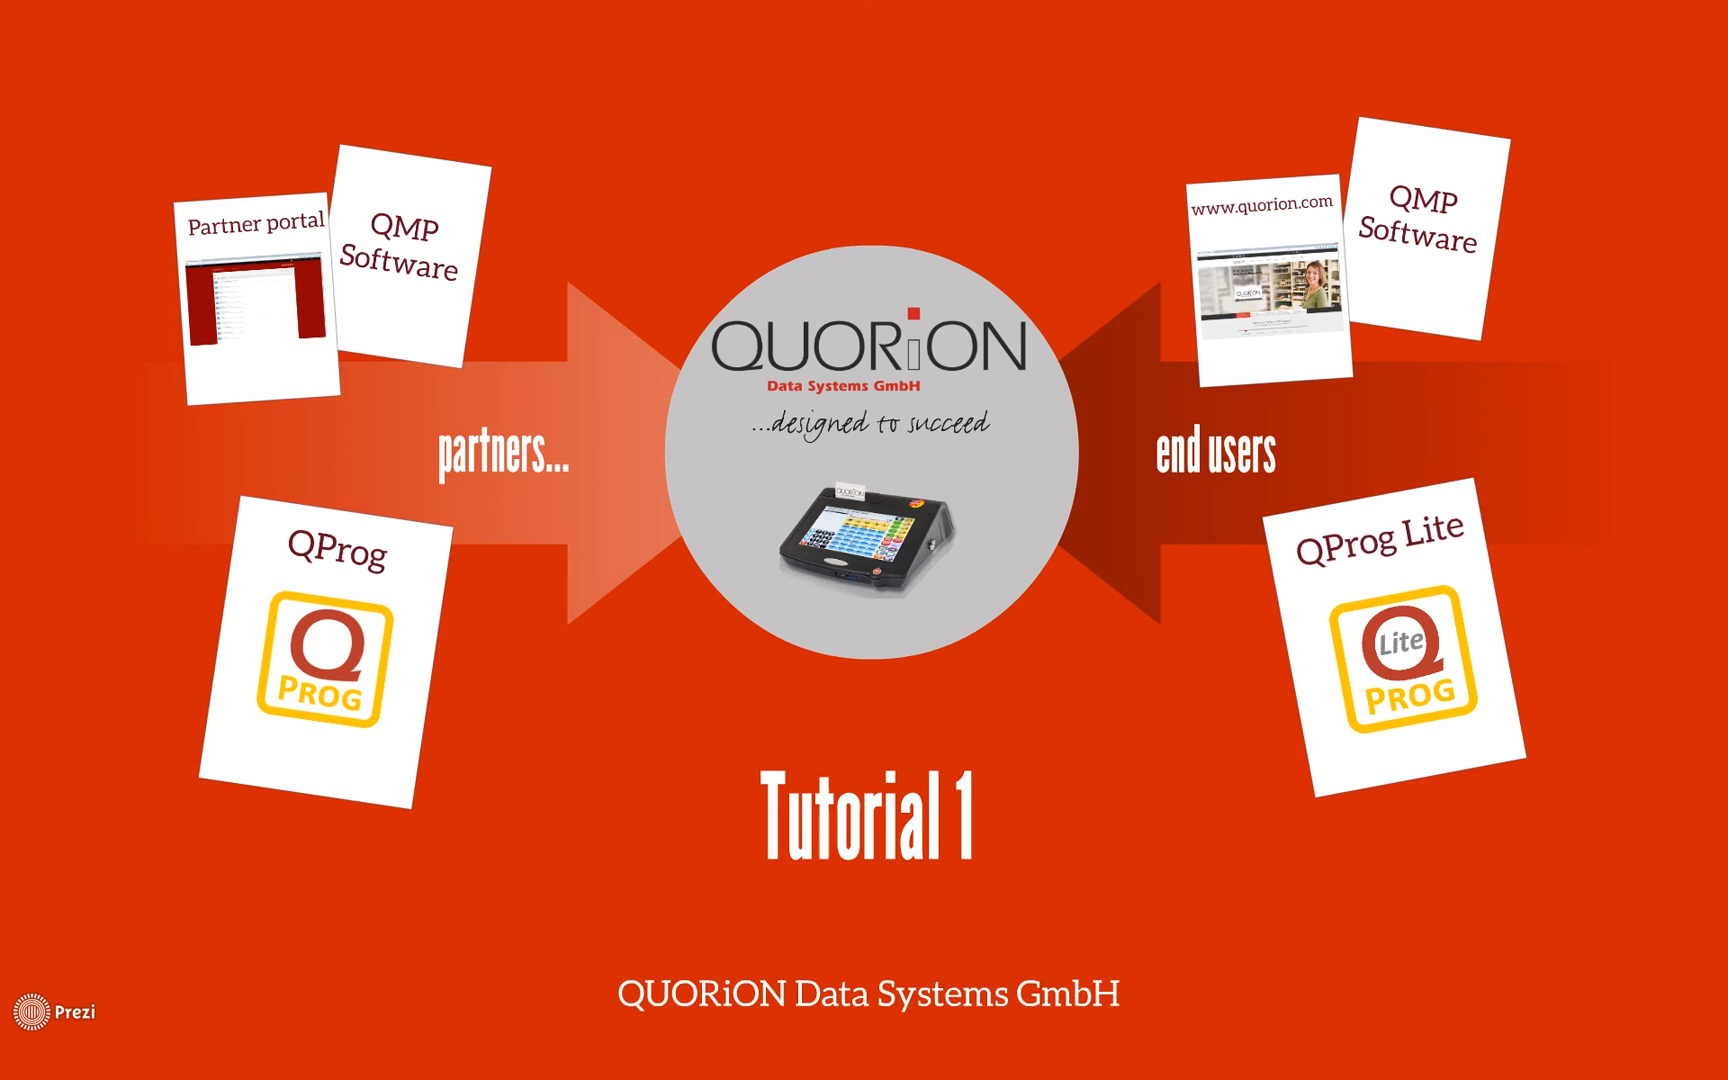 Partner portal
QMP
Software
www.quorion.com
QMP
Software
QUORiON
Data Systems GmbH
...designed to succeed
partners...
end users
QProg
Q
PROG
QProg Lite
Q
Lite
PROG
QUORiON
Tutorial 1
QUORiON Data Systems GmbH
Prezi